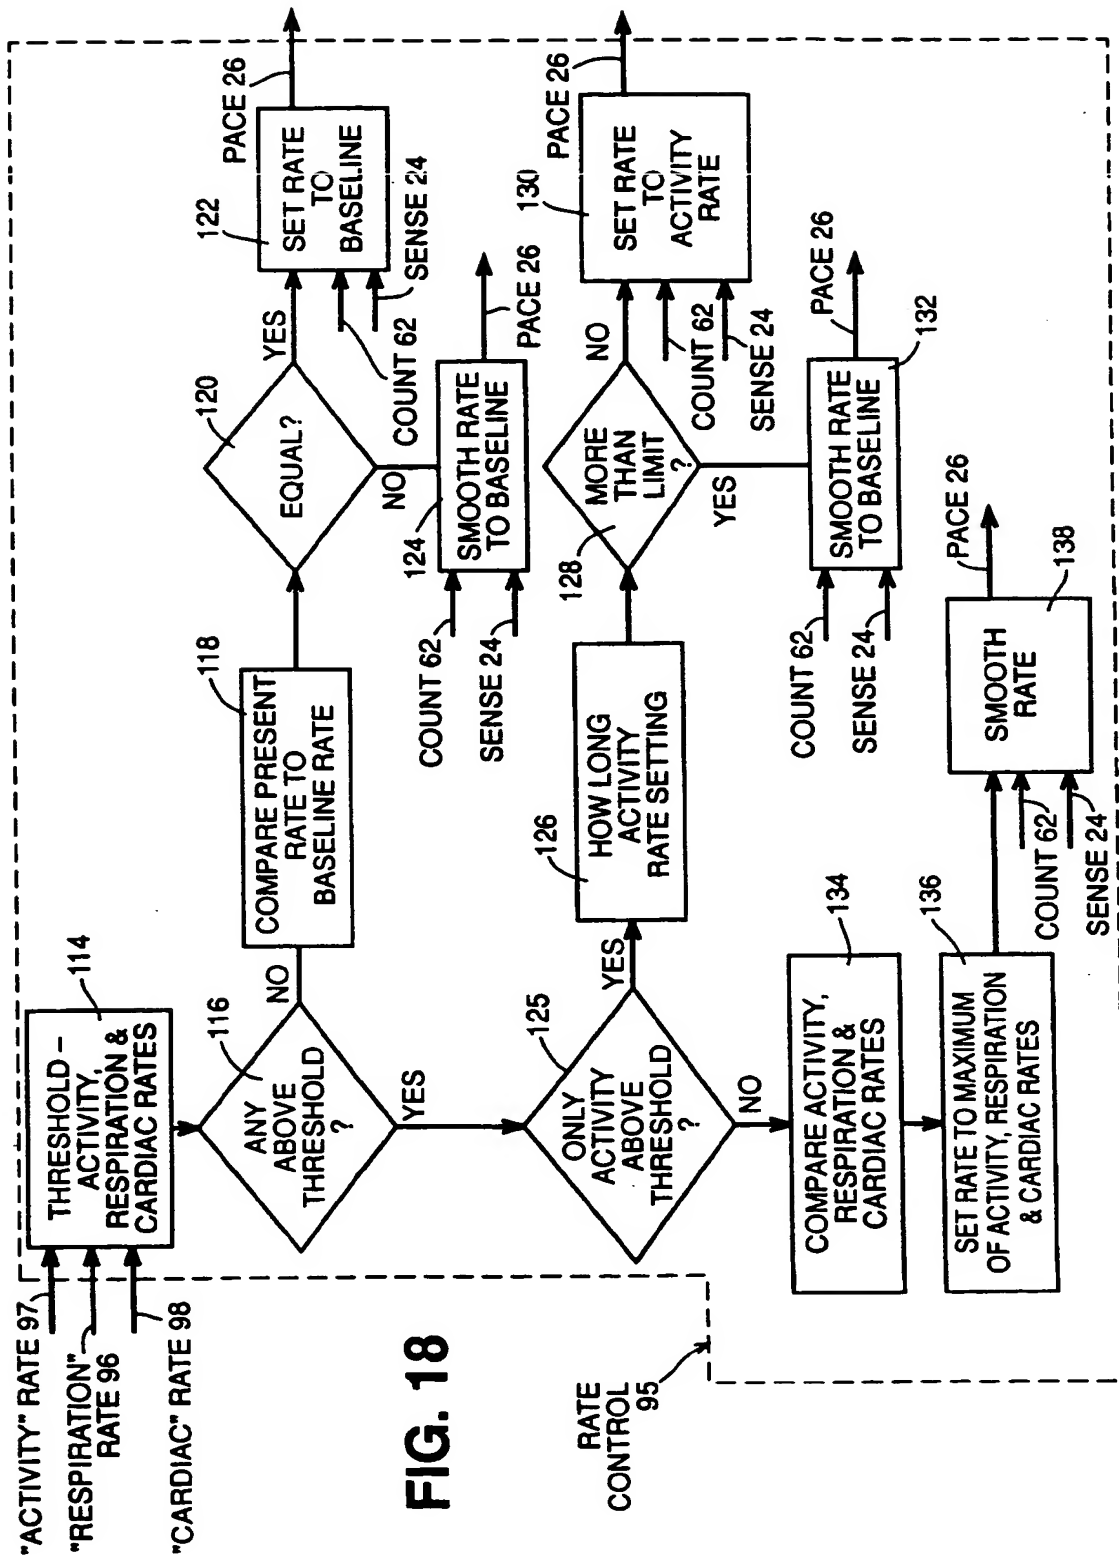 "ACTIVITY" RATE 97
"RESPIRATION"
RATE 96
"CARDIAC" RATE 98
114
THRESHOLD –
ACTIVITY,
RESPIRATION &
CARDIAC RATES
116
ANY
ABOVE
THRESHOLD
?
NO
YES
118
COMPARE PRESENT
RATE TO
BASELINE RATE
120
EQUAL?
YES
NO
122
SET RATE
TO
BASELINE
PACE 26
COUNT 62
SENSE 24
124
SMOOTH RATE
TO BASELINE
PACE 26
COUNT 62
SENSE 24
125
ONLY
ACTIVITY
ABOVE
THRESHOLD
?
YES
NO
126
HOW LONG
ACTIVITY
RATE SETTING
128
MORE
THAN
LIMIT
?
NO
YES
130
SET RATE
TO
ACTIVITY
RATE
PACE 26
COUNT 62
SENSE 24
132
SMOOTH RATE
TO BASELINE
PACE 26
COUNT 62
SENSE 24
134
COMPARE ACTIVITY,
RESPIRATION &
CARDIAC RATES
136
SET RATE TO MAXIMUM
OF ACTIVITY, RESPIRATION
& CARDIAC RATES
138
SMOOTH
RATE
PACE 26
COUNT 62
SENSE 24
RATE
CONTROL
95
FIG. 18